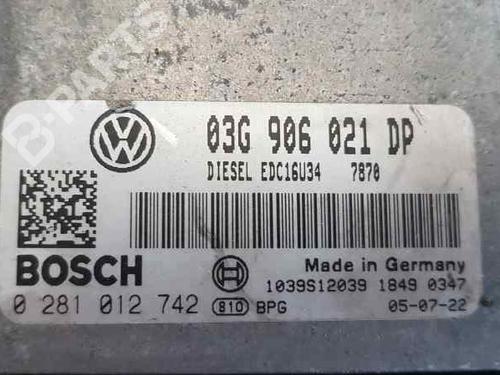 B-PARTS
03G 906 021 DP
DIESEL EDC16U34 7870
BOSCH
Made in Germany
1039S12039 1849 0347
0 281 012 742 810 BPG 05-07-22